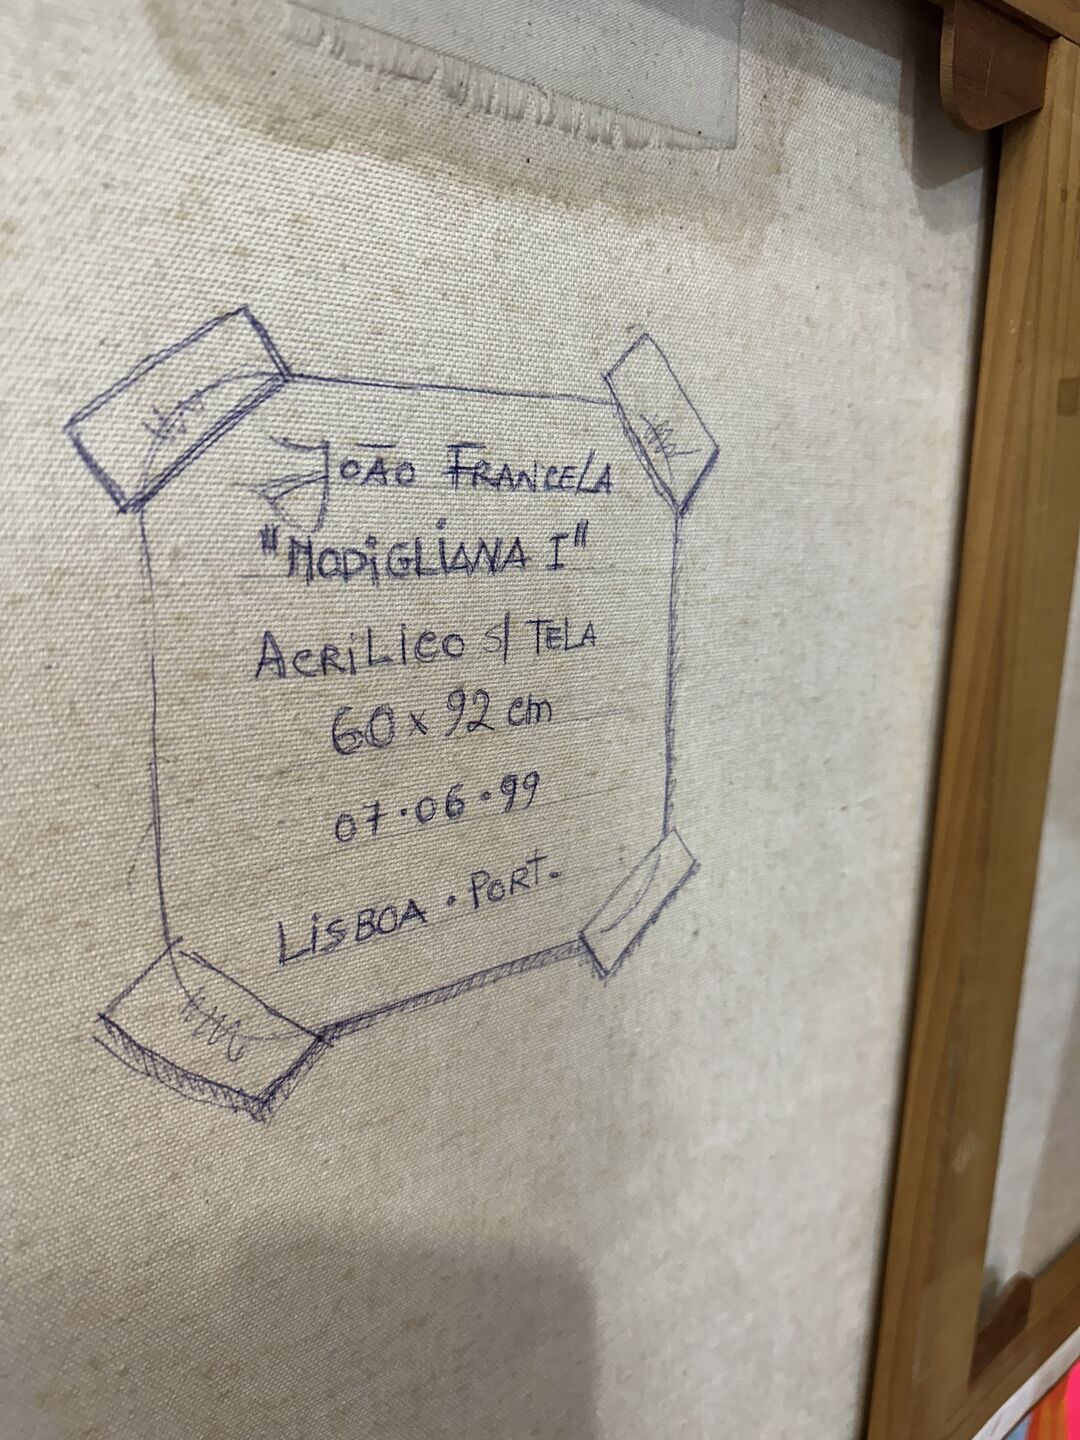 João Francela
"MODIGLIANA I"
ACRILICO S/ TELA
60 x 92 cm
07.06.99
LISBOA . PORT.